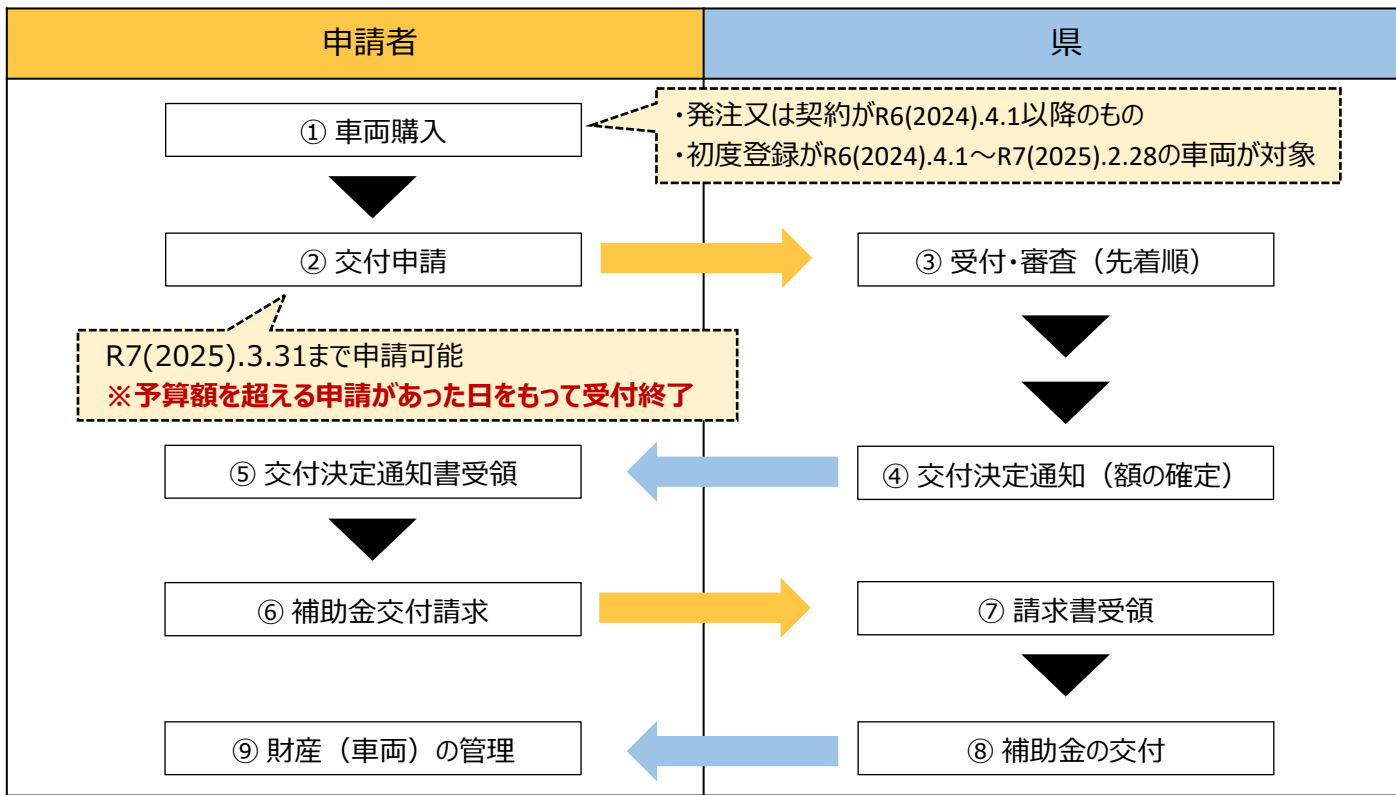 申請者
県
① 車両購入
・発注又は契約がR6(2024).4.1以降のもの
・初度登録がR6(2024).4.1～R7(2025).2.28の車両が対象
② 交付申請
③ 受付・審査（先着順）
R7(2025).3.31まで申請可能
※予算額を超える申請があった日をもって受付終了
⑤ 交付決定通知書受領
④ 交付決定通知（額の確定）
⑥ 補助金交付請求
⑦ 請求書受領
⑨ 財産（車両）の管理
⑧ 補助金の交付